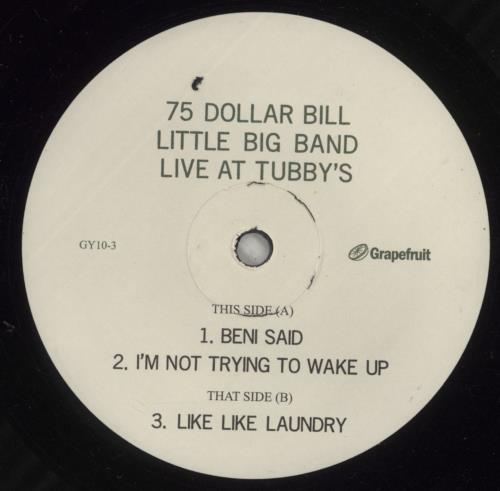 75 DOLLAR BILL
LITTLE BIG BAND
LIVE AT TUBBY'S
GY10-3
Grapefruit
THIS SIDE (A)
1. BENI SAID
2. I'M NOT TRYING TO WAKE UP
THAT SIDE (B)
3. LIKE LIKE LAUNDRY